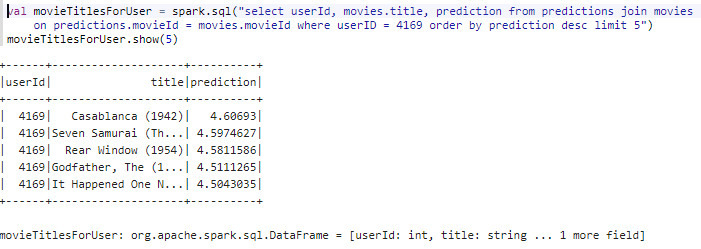 val movieTitlesForUser = spark.sql("select userId, movies.title, prediction from predictions join movies
on predictions.movieId = movies.movieId where userID = 4169 order by prediction desc limit 5")
movieTitlesForUser.show(5)
+------+--------------------+----------+
|userId|               title|prediction|
+------+--------------------+----------+
|  4169|   Casablanca (1942)|   4.60693|
|  4169|Seven Samurai (Th...| 4.5974627|
|  4169|  Rear Window (1954)| 4.5811586|
|  4169|Godfather, The (1...| 4.5111265|
|  4169|It Happened One N...| 4.5043035|
+------+--------------------+----------+
movieTitlesForUser: org.apache.spark.sql.DataFrame = [userId: int, title: string ... 1 more field]